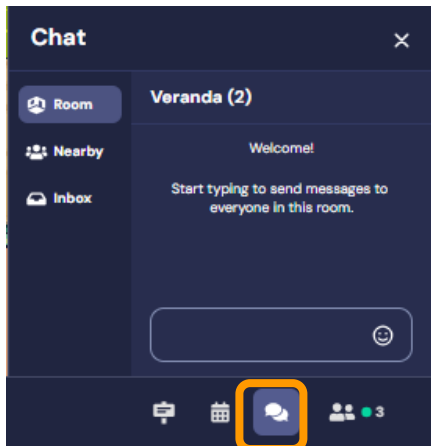 Chat
Room
Nearby
Inbox
Veranda (2)
Welcome!
Start typing to send messages to
everyone in this room.
3